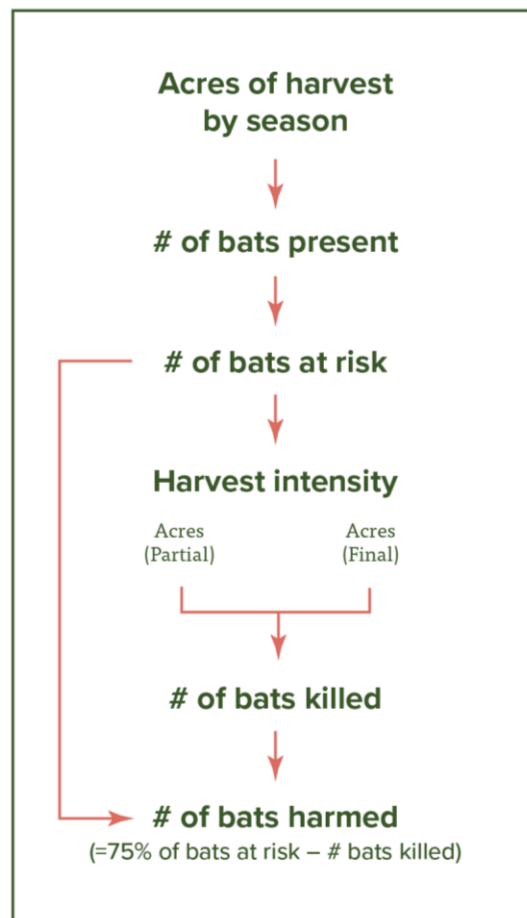 Acres of harvest
by season
# of bats present
# of bats at risk
Harvest intensity
Acres
(Partial)
Acres
(Final)
# of bats killed
# of bats harmed
(=75% of bats at risk – # bats killed)